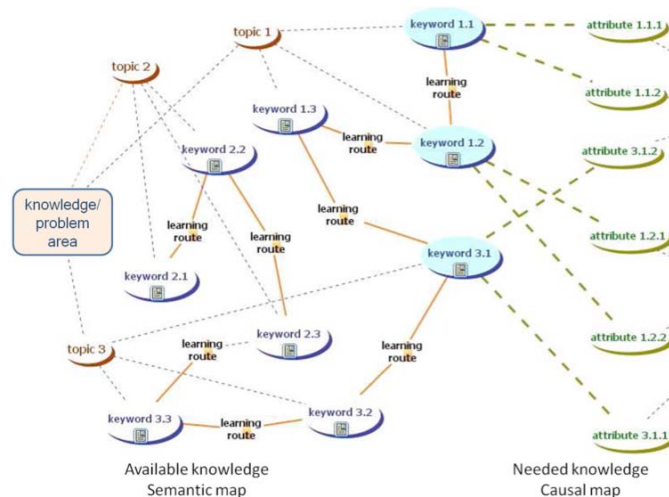 topic 1
keyword 1.1
attribute 1.1.1
topic 2
learning
route
attribute 1.1.2
keyword 1.3
learning
route
keyword 1.2
attribute 3.1.2
keyword 2.2
knowledge/
problem
area
learning
route
learning
route
attribute 1.2.1
learning
route
keyword 3.1
keyword 2.1
keyword 2.3
attribute 1.2.2
topic 3
learning
route
learning
route
keyword 3.3
learning
route
keyword 3.2
attribute 3.1.1
Available knowledge
Semantic map
Needed knowledge
Causal map